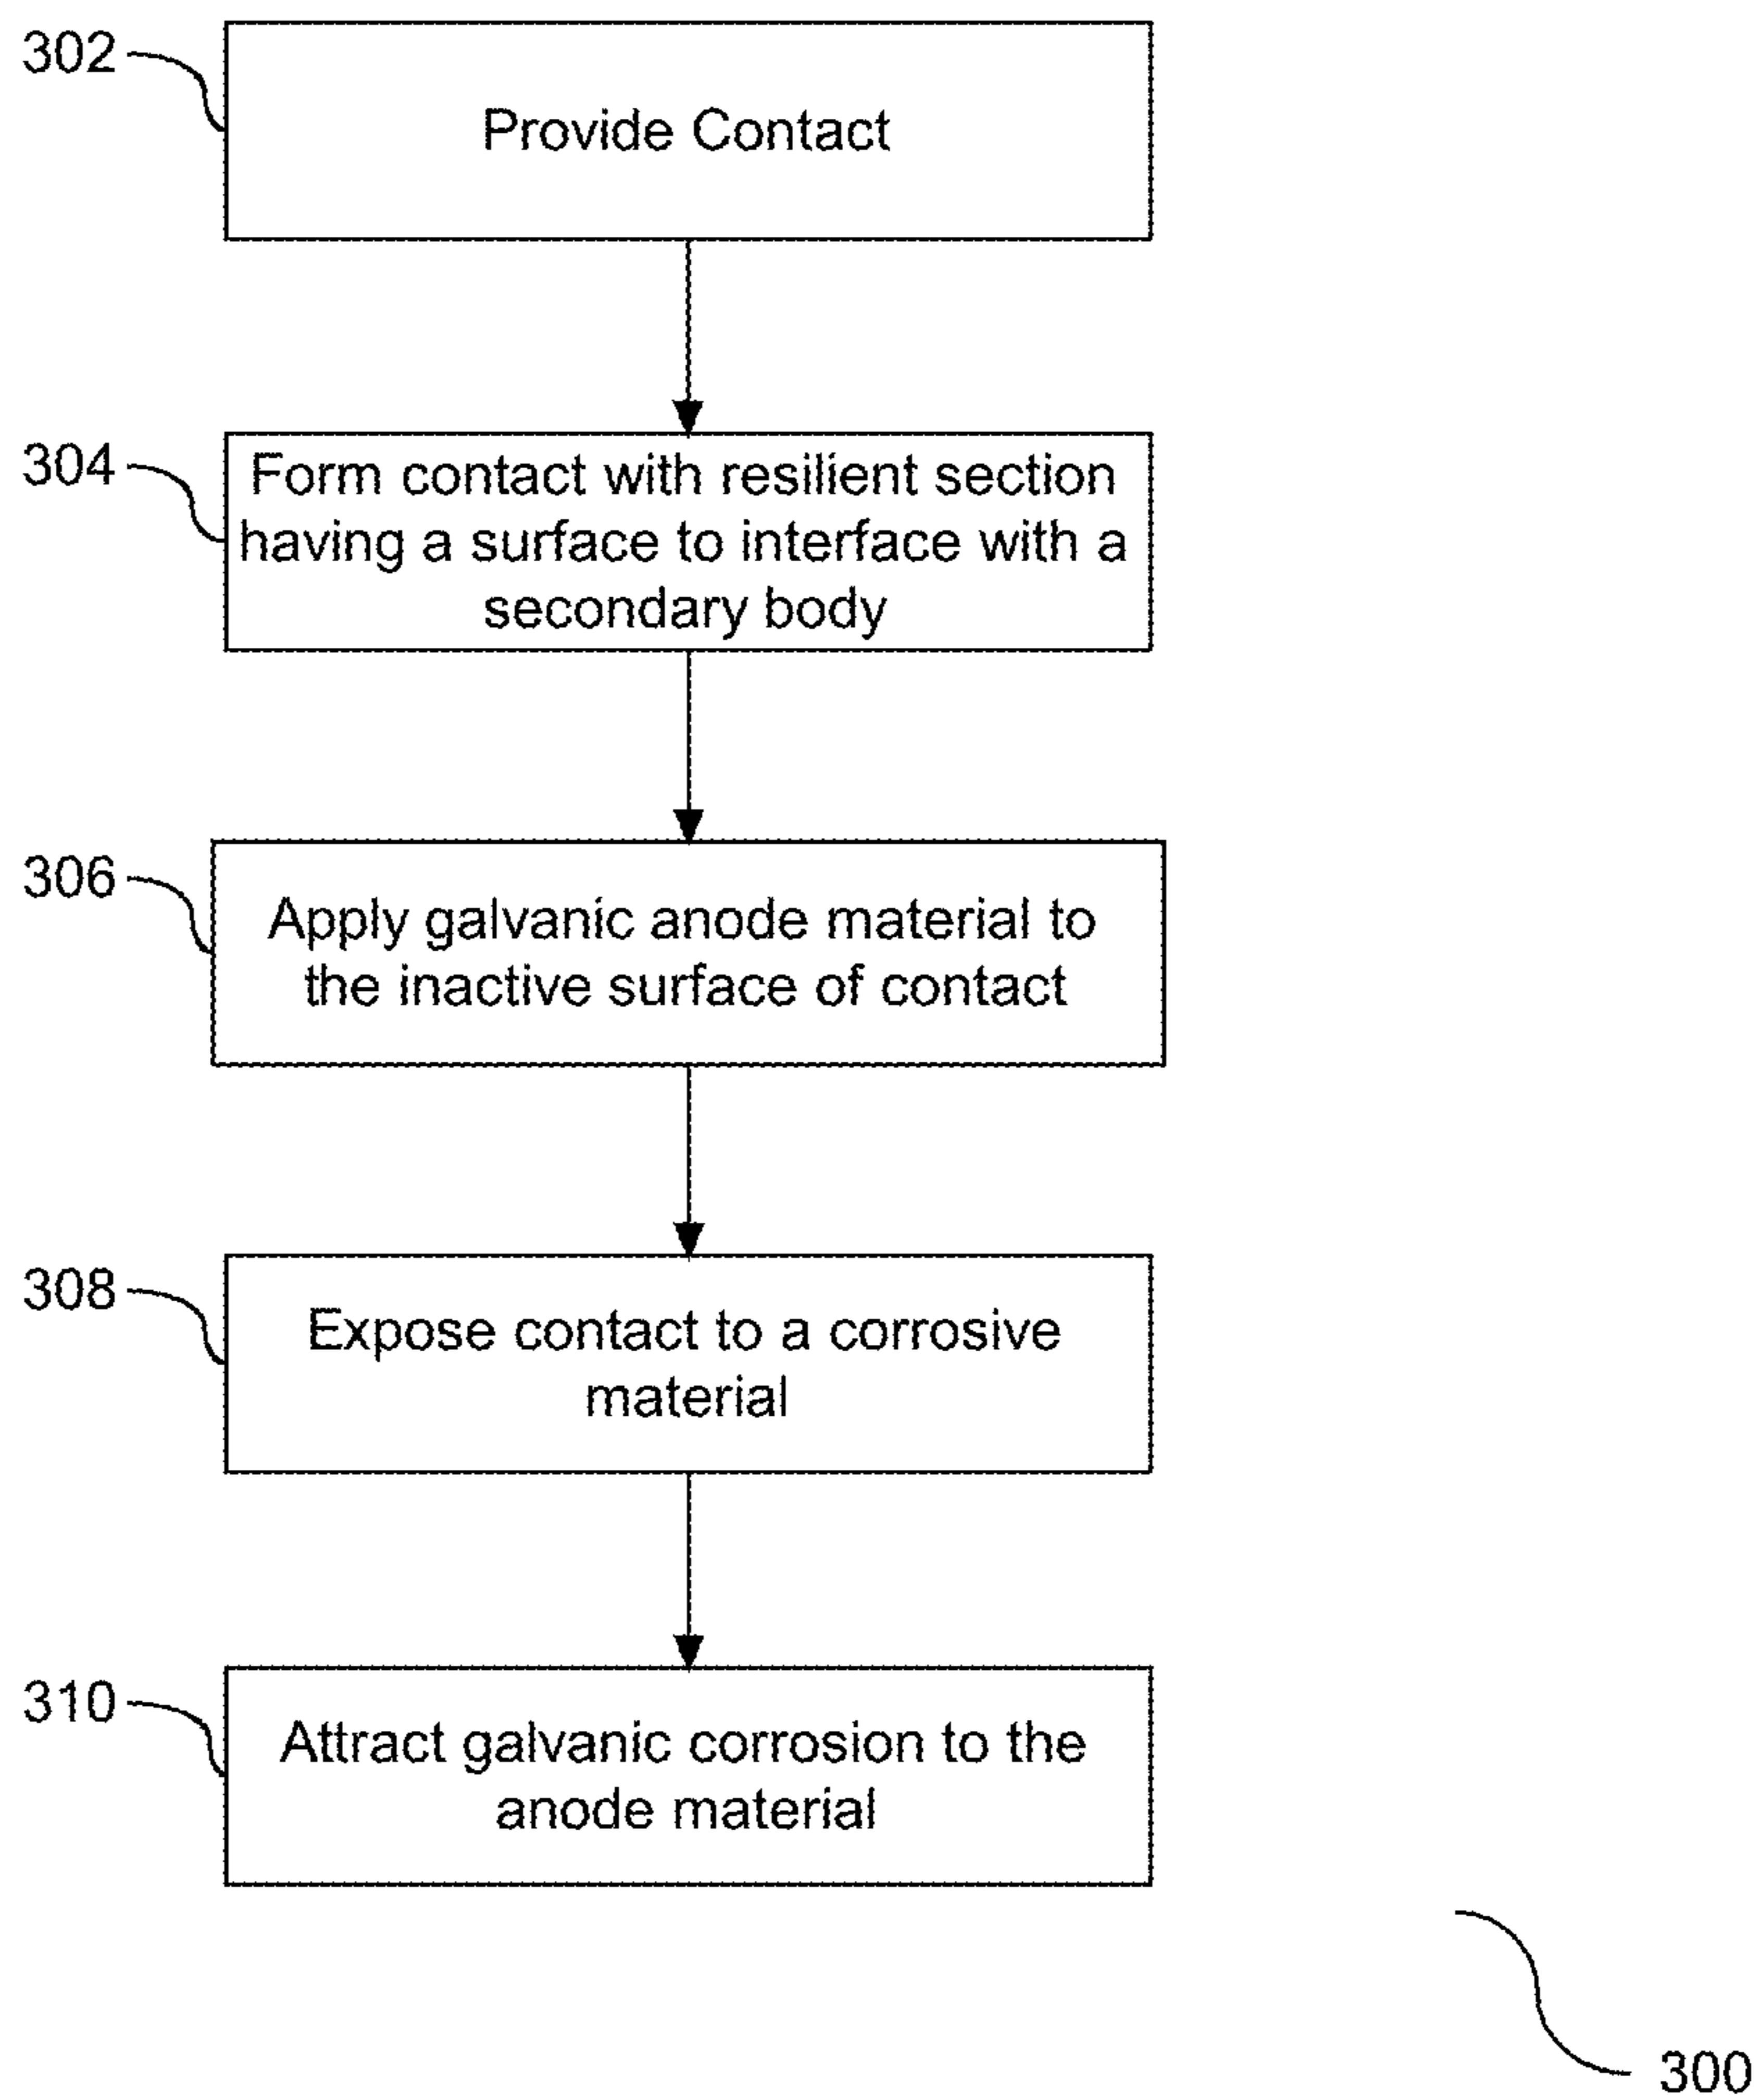 302
Provide Contact
304
Form contact with resilient section
having a surface to interface with a
secondary body
306
Apply galvanic anode material to
the inactive surface of contact
308
Expose contact to a corrosive
material
310
Attract galvanic corrosion to the
anode material
300